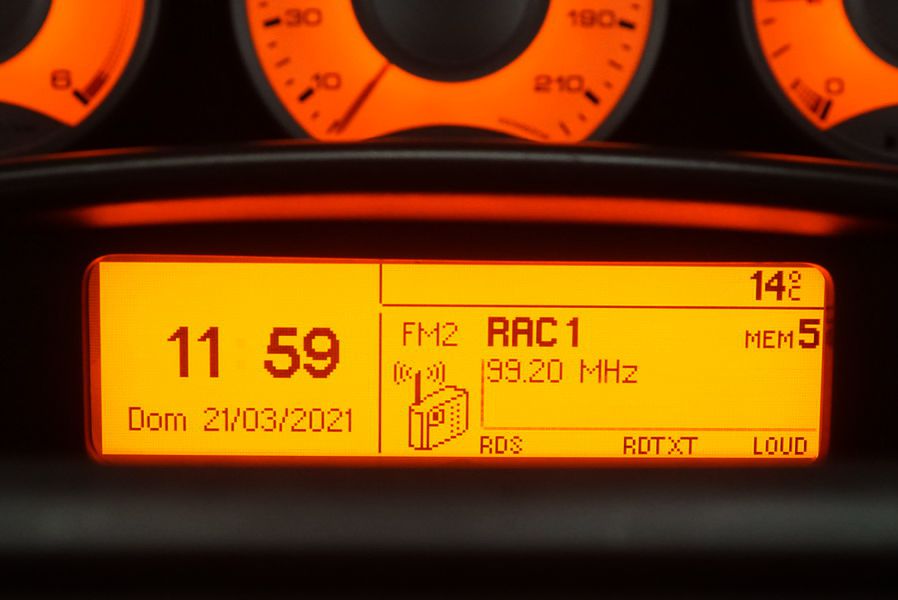 6
30
10
190
210
0
14°C
11 59
Dom 21/03/2021
FM2 RAC1 MEM5
99.20 MHz
RDS RDTXT LOUD